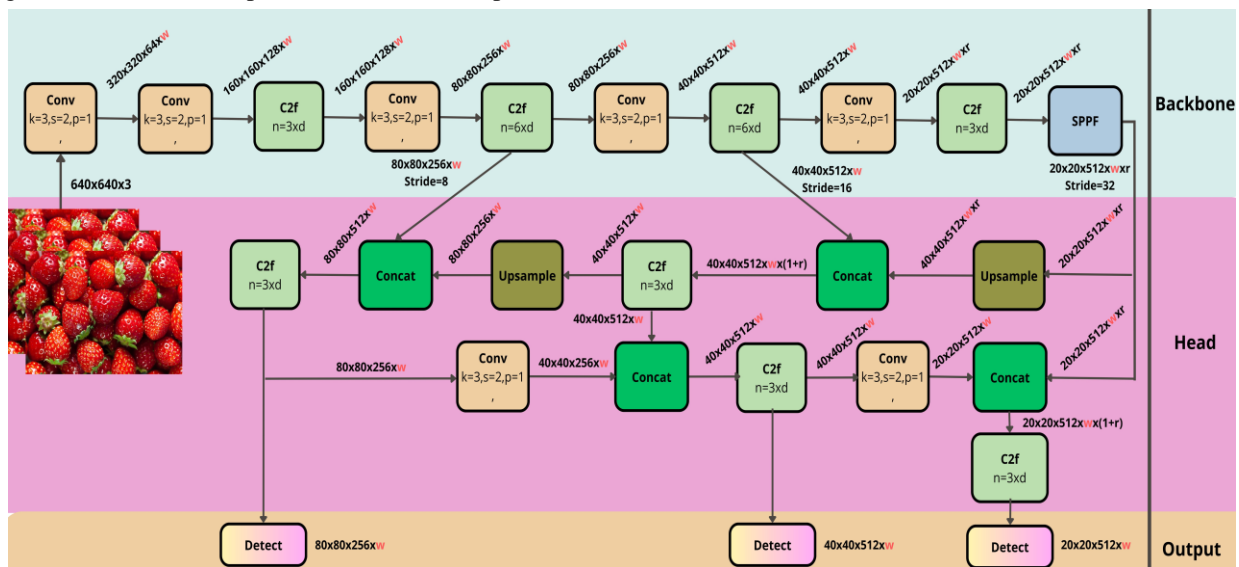 320x320x64xw
160x160x128xw
160x160x128xw
80x80x256xw
80x80x256xw
40x40x512xw
40x40x512xw
20x20x512xwxr
20x20x512xwxr
Conv
k=3,s=2,p=1
,
Conv
k=3,s=2,p=1
,
C2f
n=3xd
Conv
k=3,s=2,p=1
,
C2f
n=6xd
Conv
k=3,s=2,p=1
,
C2f
n=6xd
Conv
k=3,s=2,p=1
,
C2f
n=3xd
SPPF
Backbone
640x640x3
80x80x256xw
Stride=8
40x40x512xw
Stride=16
20x20x512xwxr
Stride=32
C2f
n=3xd
80x80x512xw
Concat
80x80x256xw
Upsample
40x40x512xw
C2f
n=3xd
40x40x512xwx(1+r)
Concat
40x40x512xwxr
Upsample
20x20x512xwxr
Head
80x80x256xw
Conv
k=3,s=2,p=1
,
40x40x256xw
40x40x512xw
Concat
40x40x512xw
C2f
n=3xd
40x40x512xw
Conv
k=3,s=2,p=1
,
20x20x512xw
Concat
20x20x512xwxr
20x20x512xwx(1+r)
C2f
n=3xd
Detect
80x80x256xw
Detect
40x40x512xw
Detect
20x20x512xw
Output